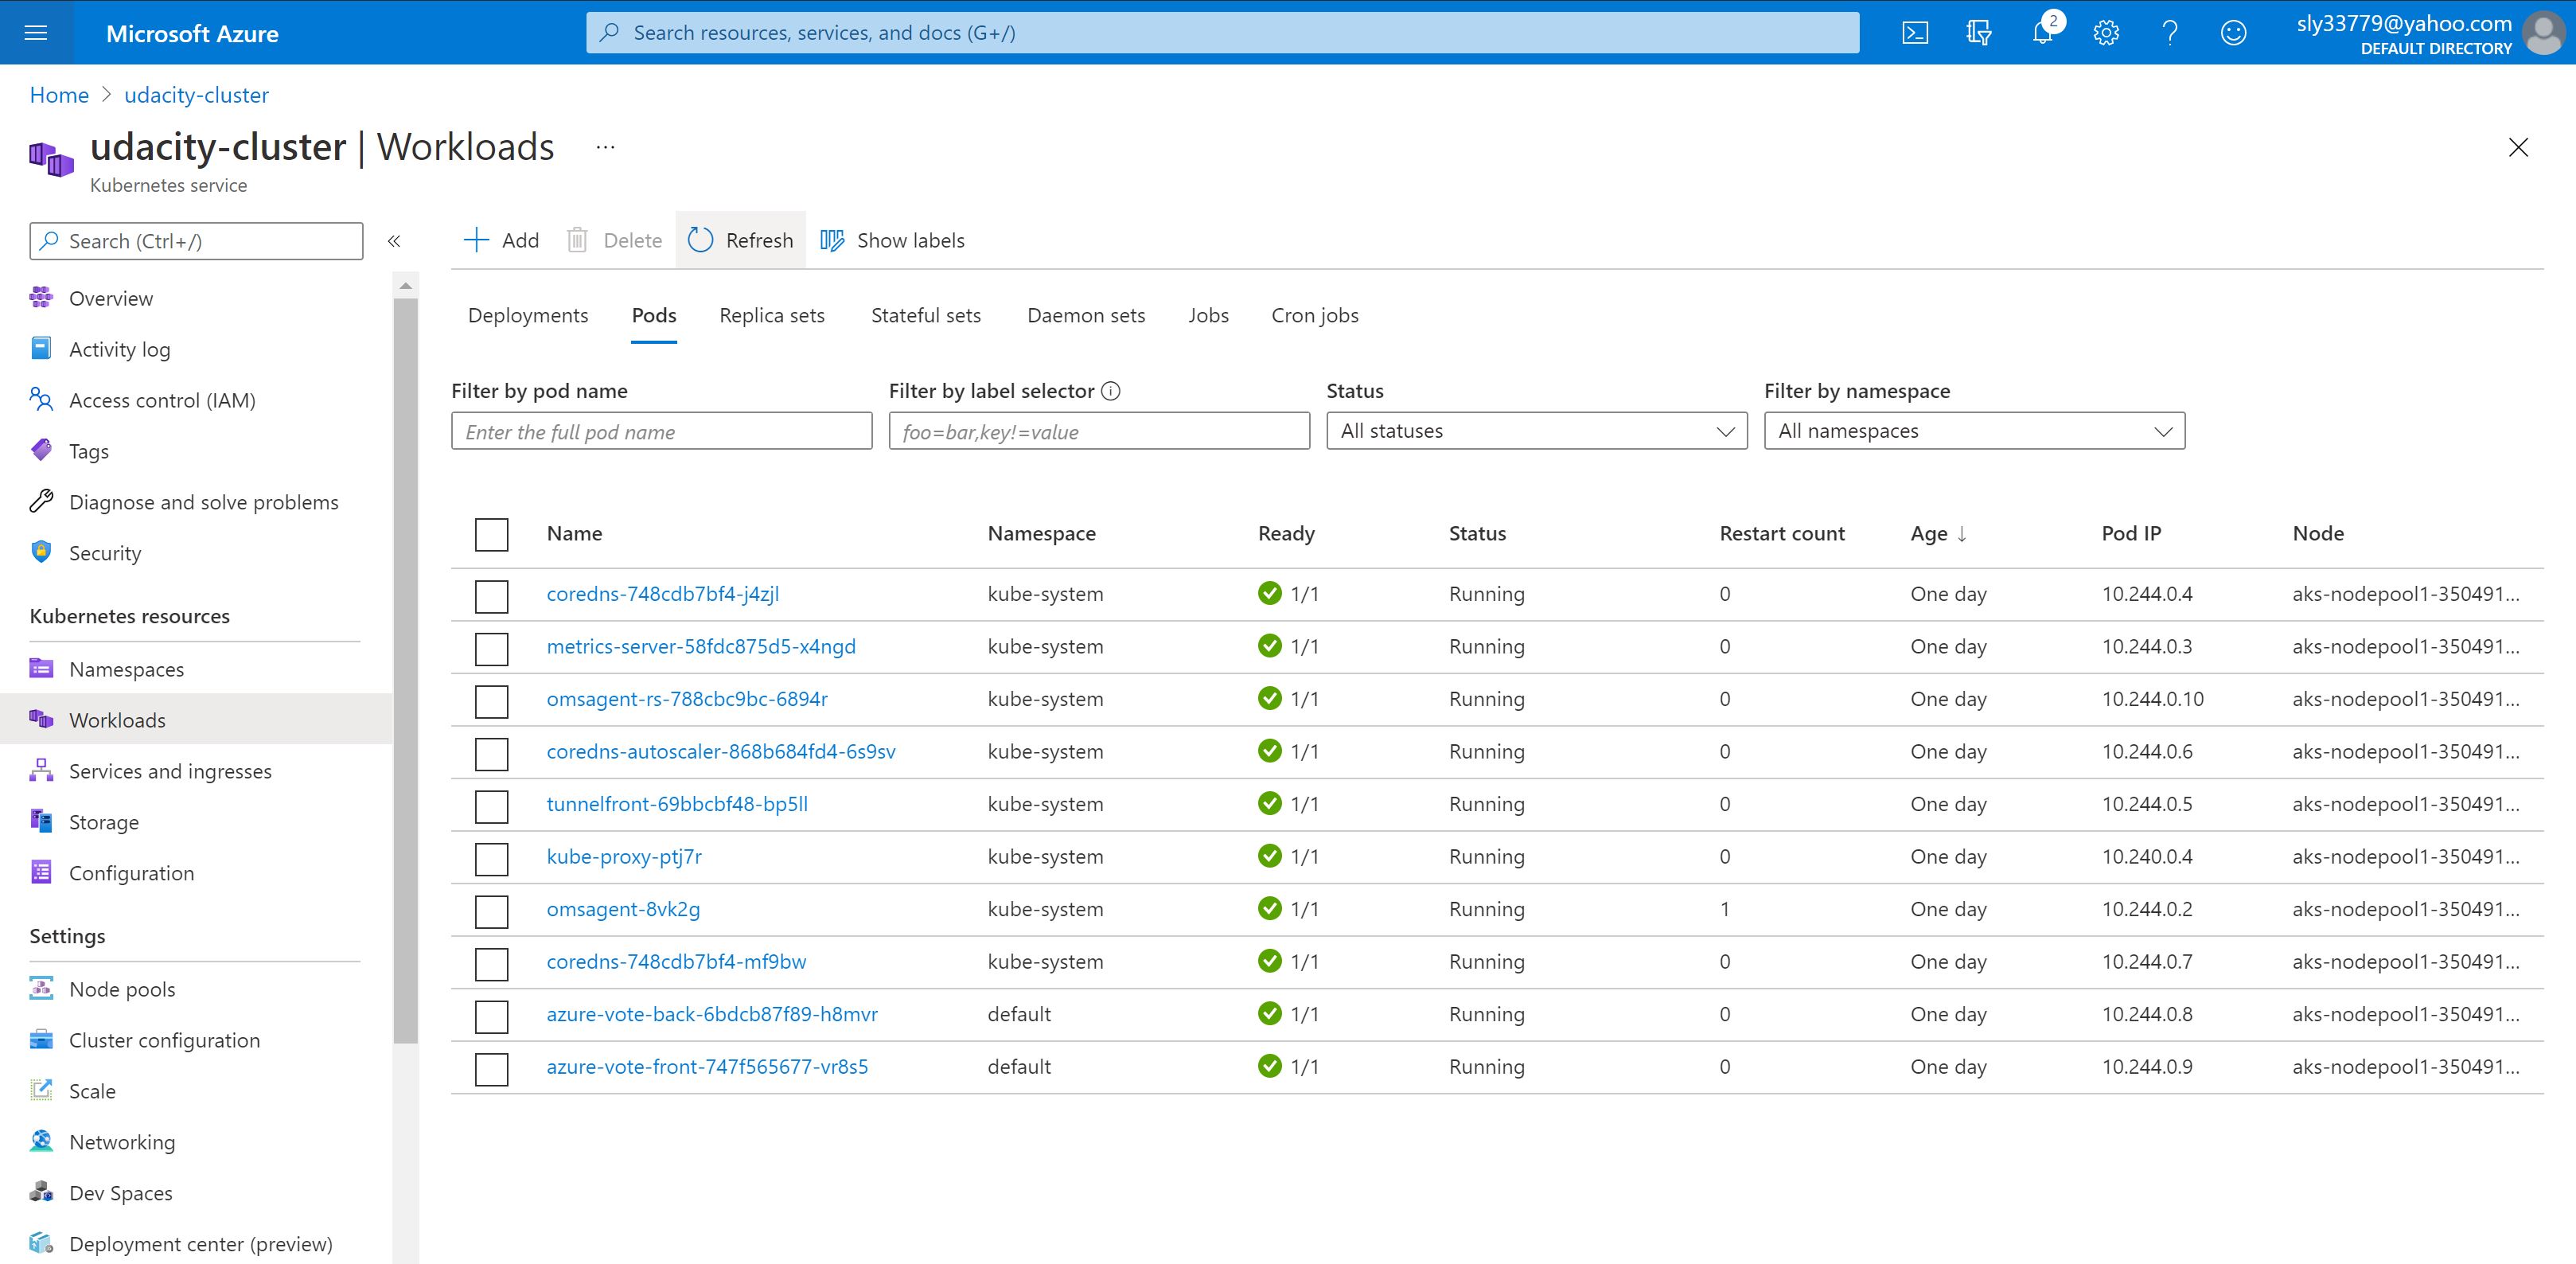 Microsoft Azure
Search resources, services, and docs (G+/)
2
sly33779@yahoo.com
DEFAULT DIRECTORY
Home > udacity-cluster
udacity-cluster | Workloads ...
Kubernetes service
Search (Ctrl+/) «
Overview
Activity log
Access control (IAM)
Tags
Diagnose and solve problems
Security
Kubernetes resources
Namespaces
Workloads
Services and ingresses
Storage
Configuration
Settings
Node pools
Cluster configuration
Scale
Networking
Dev Spaces
Deployment center (preview)
Add Delete Refresh Show labels
Deployments Pods Replica sets Stateful sets Daemon sets Jobs Cron jobs
Filter by pod name Filter by label selector Status Filter by namespace
Enter the full pod name foo=bar,key!=value All statuses All namespaces
Name Namespace Ready Status Restart count Age ↓ Pod IP Node
coredns-748cdb7bf4-j4zjl kube-system 1/1 Running 0 One day 10.244.0.4 aks-nodepool1-350491...
metrics-server-58fdc875d5-x4ngd kube-system 1/1 Running 0 One day 10.244.0.3 aks-nodepool1-350491...
omsagent-rs-788cbc9bc-6894r kube-system 1/1 Running 0 One day 10.244.0.10 aks-nodepool1-350491...
coredns-autoscaler-868b684fd4-6s9sv kube-system 1/1 Running 0 One day 10.244.0.6 aks-nodepool1-350491...
tunnelfront-69bbcbf48-bp5ll kube-system 1/1 Running 0 One day 10.244.0.5 aks-nodepool1-350491...
kube-proxy-ptj7r kube-system 1/1 Running 0 One day 10.240.0.4 aks-nodepool1-350491...
omsagent-8vk2g kube-system 1/1 Running 1 One day 10.244.0.2 aks-nodepool1-350491...
coredns-748cdb7bf4-mf9bw kube-system 1/1 Running 0 One day 10.244.0.7 aks-nodepool1-350491...
azure-vote-back-6bdcb87f89-h8mvr default 1/1 Running 0 One day 10.244.0.8 aks-nodepool1-350491...
azure-vote-front-747f565677-vr8s5 default 1/1 Running 0 One day 10.244.0.9 aks-nodepool1-350491...